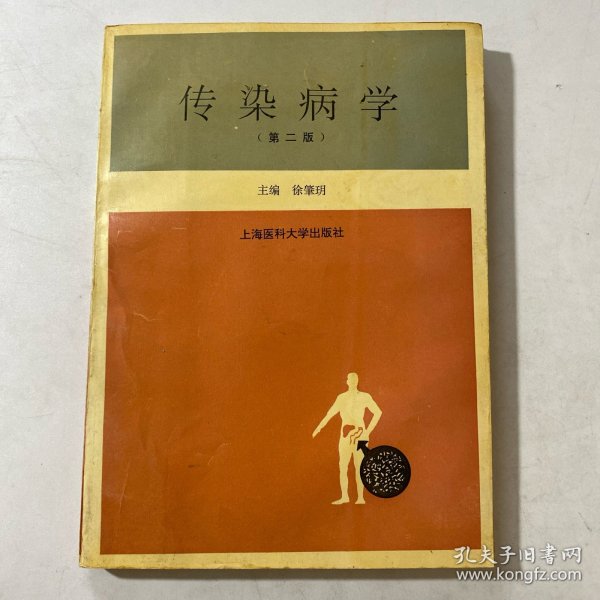 传染病学
（第二版）
主编 徐肇玥
上海医科大学出版社
孔夫子旧书网
www.kongfz.com